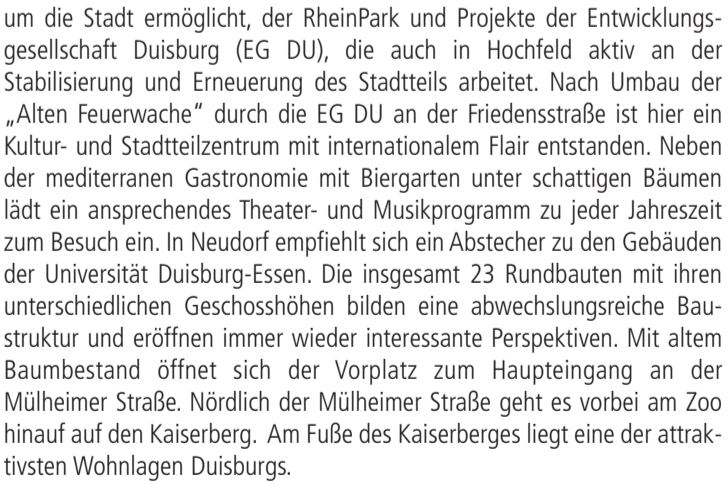 um die Stadt ermöglicht, der RheinPark und Projekte der Entwicklungs-
gesellschaft Duisburg (EG DU), die auch in Hochfeld aktiv an der
Stabilisierung und Erneuerung des Stadtteils arbeitet. Nach Umbau der
„Alten Feuerwache“ durch die EG DU an der Friedensstraße ist hier ein
Kultur- und Stadtteilzentrum mit internationalem Flair entstanden. Neben
der mediterranen Gastronomie mit Biergarten unter schattigen Bäumen
lädt ein ansprechendes Theater- und Musikprogramm zu jeder Jahreszeit
zum Besuch ein. In Neudorf empfiehlt sich ein Abstecher zu den Gebäuden
der Universität Duisburg-Essen. Die insgesamt 23 Rundbauten mit ihren
unterschiedlichen Geschosshöhen bilden eine abwechslungsreiche Bau-
struktur und eröffnen immer wieder interessante Perspektiven. Mit altem
Baumbestand öffnet sich der Vorplatz zum Haupteingang an der
Mülheimer Straße. Nördlich der Mülheimer Straße geht es vorbei am Zoo
hinauf auf den Kaiserberg. Am Fuße des Kaiserberges liegt eine der attrak-
tivsten Wohnlagen Duisburgs.